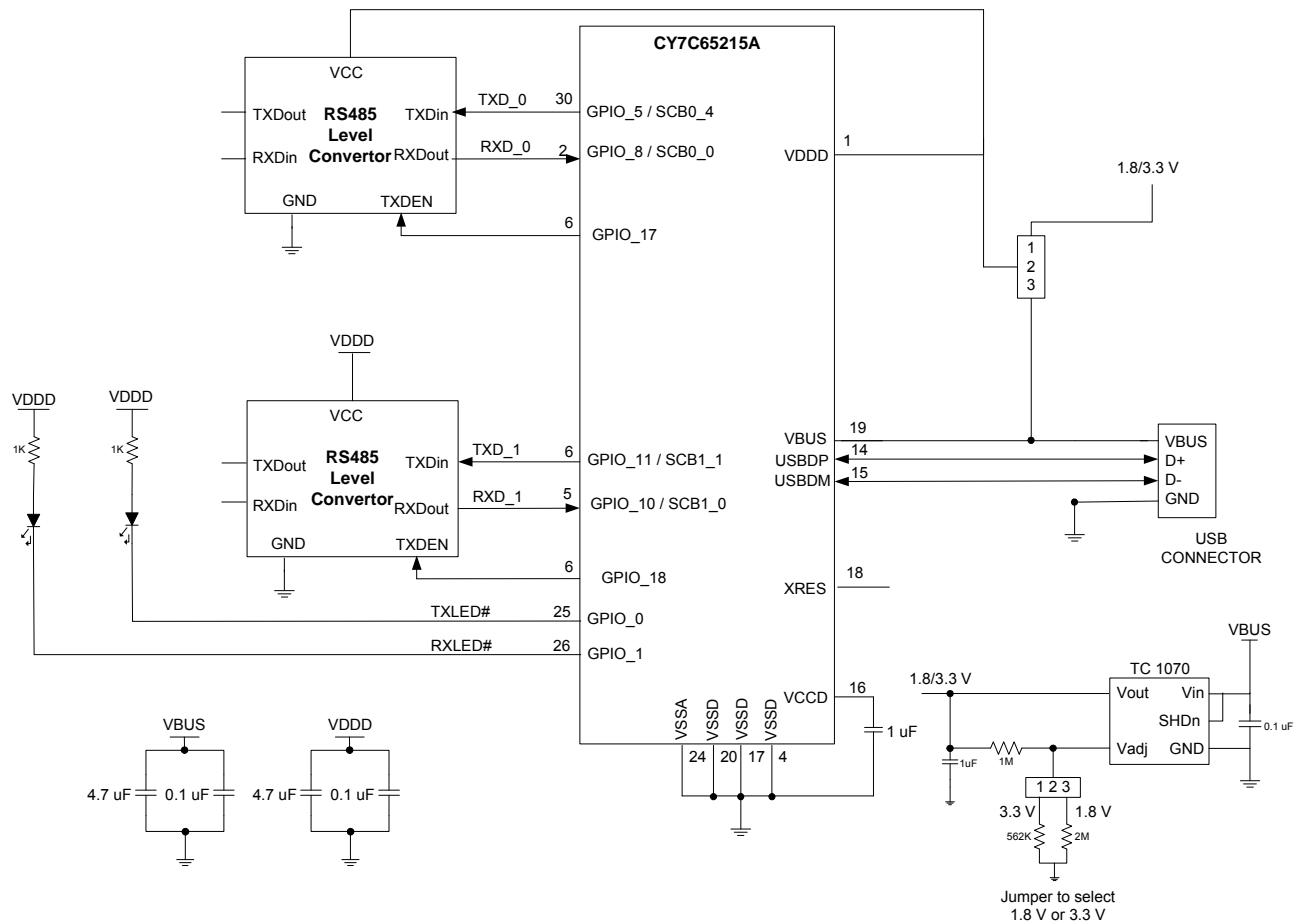 CY7C65215A
VCC
TXDout
RS485
Level
Convertor
TXDin
RXDin
RXDout
GND
TXDEN
TXD_0
30
GPIO_5 / SCB0_4
RXD_0
2
GPIO_8 / SCB0_0
6
GPIO_17
VDDD
1
1.8/3.3 V
1
2
3
VDDD
VDDD
VDDD
1K
1K
VCC
TXDout
RS485
Level
Convertor
TXDin
RXDin
RXDout
GND
TXDEN
TXD_1
6
GPIO_11 / SCB1_1
RXD_1
5
GPIO_10 / SCB1_0
6
GPIO_18
TXLED#
25
GPIO_0
RXLED#
26
GPIO_1
VBUS
19
USBDP
14
USBDM
15
VBUS
D+
D-
GND
USB
CONNECTOR
XRES
18
VCCD
16
1 uF
VSSA
VSSD
VSSD
VSSD
24
20
17
4
VBUS
4.7 uF
0.1 uF
VDDD
4.7 uF
0.1 uF
VBUS
TC 1070
1.8/3.3 V
Vout
Vin
SHDn
Vadj
GND
0.1 uF
1uF
1M
1 2 3
3.3 V
1.8 V
562K
2M
Jumper to select
1.8 V or 3.3 V